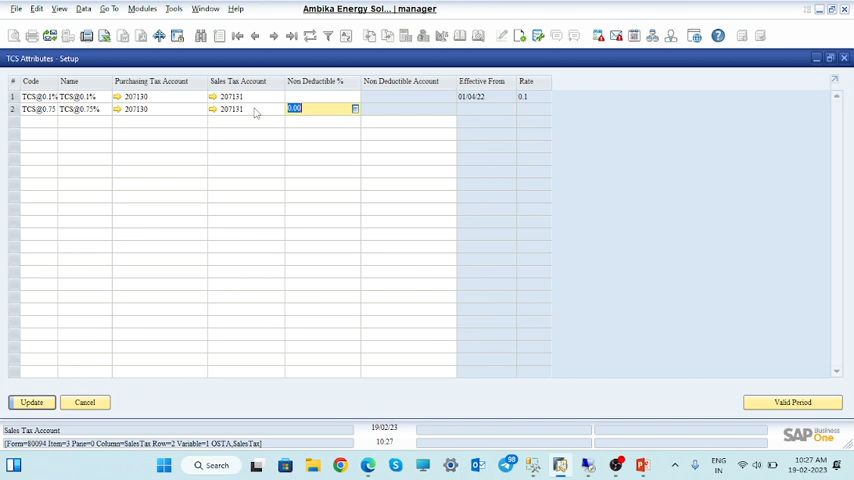 File Edit View Data Go To Modules Tools Window Help Ambika Energy Sol... | manager
TCS Attributes - Setup
# Code Name Purchasing Tax Account Sales Tax Account Non Deductible % Non Deductible Account Effective From Rate
1 TCS@0.1% TCS@0.1% 207130 207131 01/04/22 0.1
2 TCS@0.75 TCS@0.75% 207130 207131 0.00
Update Cancel Valid Period
Sales Tax Account 19/02/23
[Form=80094 Item=3 Pane=0 Column=SalesTax Row=2 Variable=1 OSTA,SalesTax] 10:27
SAP Business One
Search 98 ENG IN 10:27 AM 19-02-2023